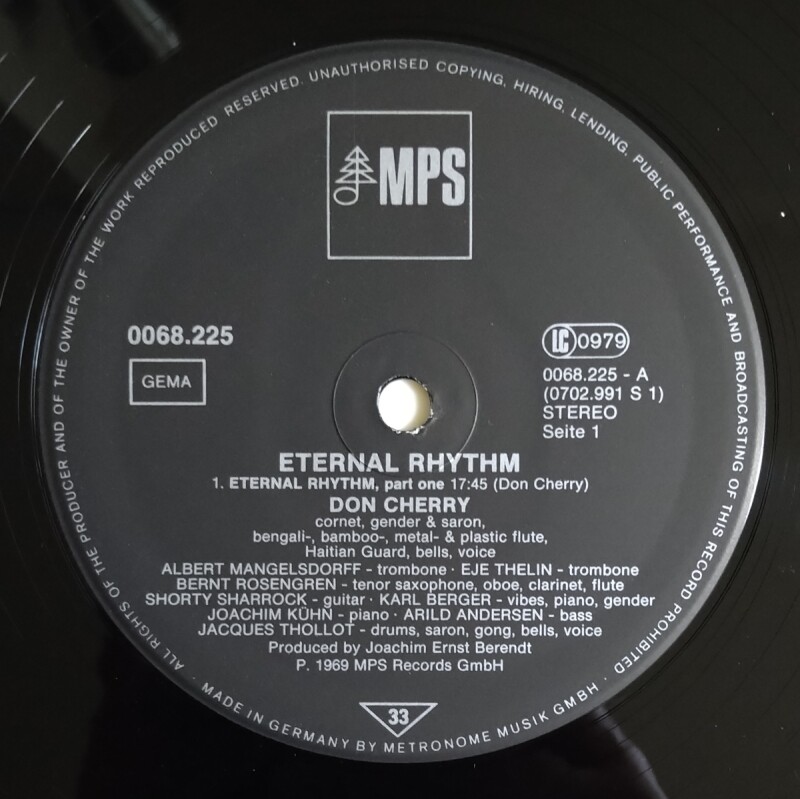 ALL RIGHTS OF THE PRODUCER AND OF THE OWNER OF THE WORK REPRODUCED RESERVED. UNAUTHORISED COPYING, HIRING, LENDING, PUBLIC PERFORMANCE AND BROADCASTING OF THIS RECORD PROHIBITED ·
MPS
0068.225
GEMA
LC 0979
0068.225 - A
(0702.991 S 1)
STEREO
Seite 1
ETERNAL RHYTHM
1. ETERNAL RHYTHM, part one 17:45 (Don Cherry)
DON CHERRY
cornet, gender & saron,
bengali-, bamboo-, metal- & plastic flute,
Haitian Guard, bells, voice
ALBERT MANGELSDORFF - trombone · EJE THELIN - trombone
BERNT ROSENGREN - tenor saxophone, oboe, clarinet, flute
SHORTY SHARROCK - guitar · KARL BERGER - vibes, piano, gender
JOACHIM KÜHN - piano · ARILD ANDERSEN - bass
JACQUES THOLLOT - drums, saron, gong, bells, voice
Produced by Joachim Ernst Berendt
P. 1969 MPS Records GmbH
33
MADE IN GERMANY BY METRONOME MUSIK GMBH ·